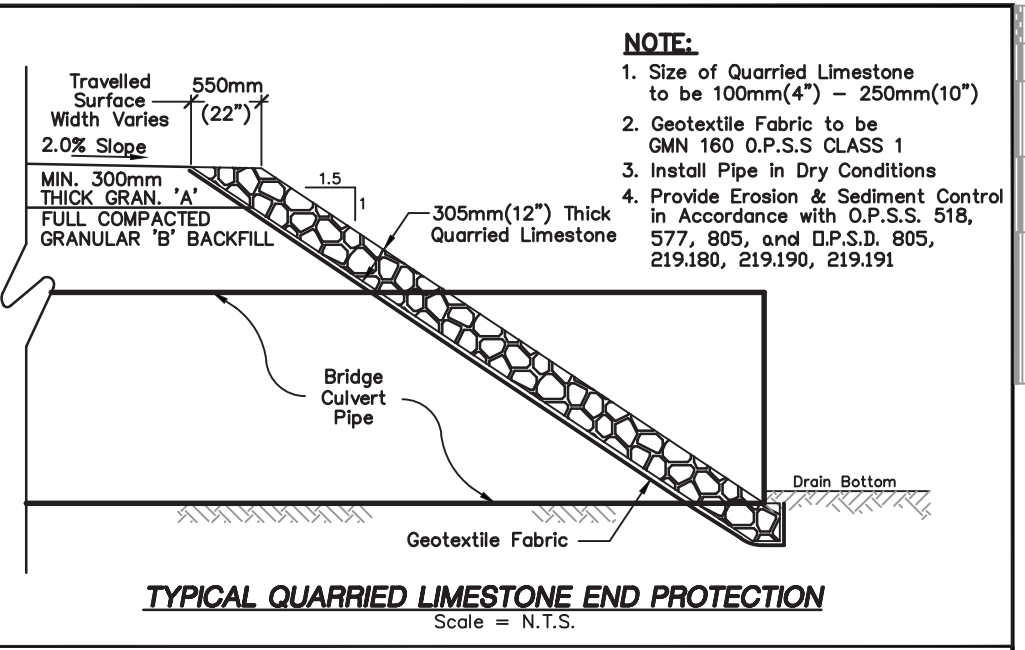 NOTE:
1. Size of Quarried Limestone
to be 100mm(4") - 250mm(10")
2. Geotextile Fabric to be
GMN 160 O.P.S.S CLASS 1
3. Install Pipe in Dry Conditions
4. Provide Erosion & Sediment Control
in Accordance with O.P.S.S. 518,
577, 805, and O.P.S.D. 805,
219.180, 219.190, 219.191
Travelled
Surface
Width Varies
550mm
(22")
2.0% Slope
MIN. 300mm
THICK GRAN. 'A'
FULL COMPACTED
GRANULAR 'B' BACKFILL
1.5
1
305mm(12") Thick
Quarried Limestone
Bridge
Culvert
Pipe
Drain Bottom
Geotextile Fabric
TYPICAL QUARRIED LIMESTONE END PROTECTION
Scale = N.T.S.